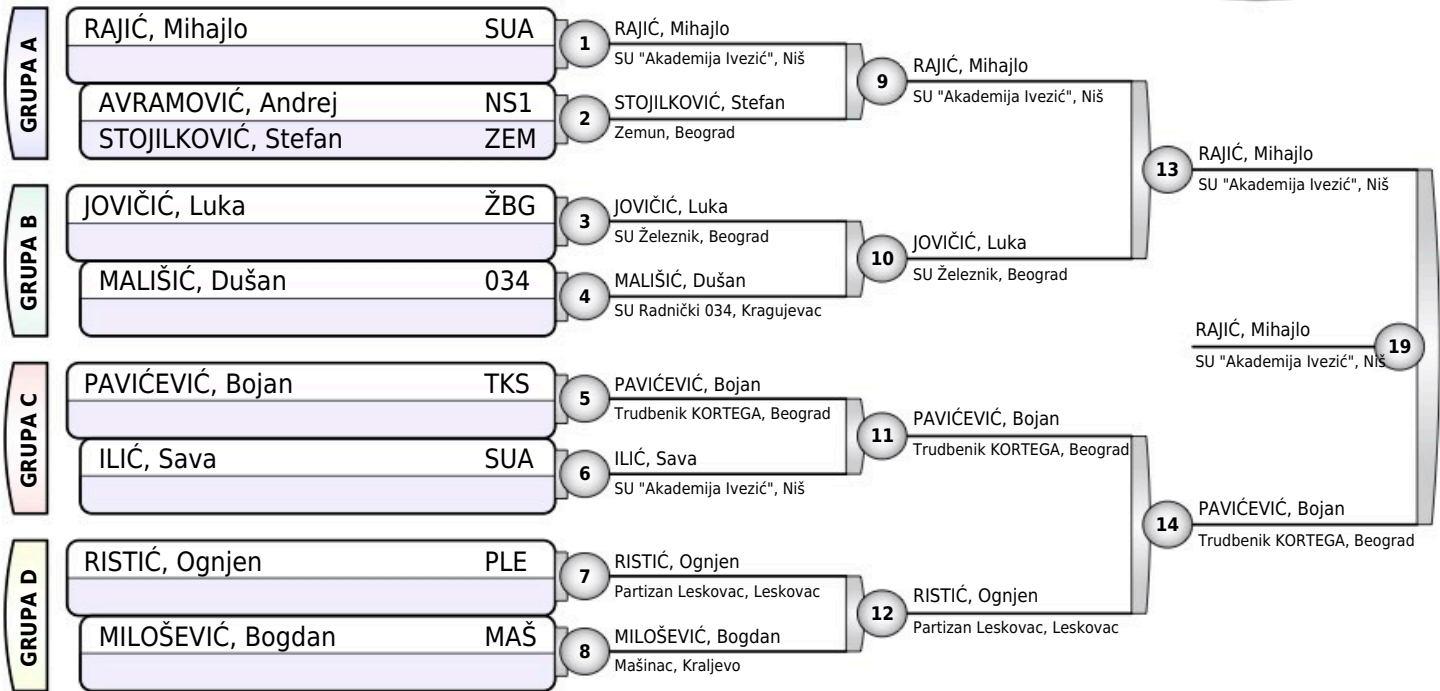 GRUPA A
RAJIĆ, Mihajlo SUA
AVRAMOVIĆ, Andrej NS1
STOJILKOVIĆ, Stefan ZEM
1
RAJIĆ, Mihajlo
SU "Akademija Ivezić", Niš
2
STOJILKOVIĆ, Stefan
Zemun, Beograd
9
RAJIĆ, Mihajlo
SU "Akademija Ivezić", Niš
GRUPA B
JOVIČIĆ, Luka ŽBG
MALIŠIĆ, Dušan 034
3
JOVIČIĆ, Luka
SU Železnik, Beograd
4
MALIŠIĆ, Dušan
SU Radnički 034, Kragujevac
10
JOVIČIĆ, Luka
SU Železnik, Beograd
13
RAJIĆ, Mihajlo
SU "Akademija Ivezić", Niš
GRUPA C
PAVIĆEVIĆ, Bojan TKS
ILIĆ, Sava SUA
5
PAVIĆEVIĆ, Bojan
Trudbenik KORTEGA, Beograd
6
ILIĆ, Sava
SU "Akademija Ivezić", Niš
11
PAVIĆEVIĆ, Bojan
Trudbenik KORTEGA, Beograd
GRUPA D
RISTIĆ, Ognjen PLE
MILOŠEVIĆ, Bogdan MAŠ
7
RISTIĆ, Ognjen
Partizan Leskovac, Leskovac
8
MILOŠEVIĆ, Bogdan
Mašinac, Kraljevo
12
RISTIĆ, Ognjen
Partizan Leskovac, Leskovac
14
PAVIĆEVIĆ, Bojan
Trudbenik KORTEGA, Beograd
RAJIĆ, Mihajlo
SU "Akademija Ivezić", Niš
19